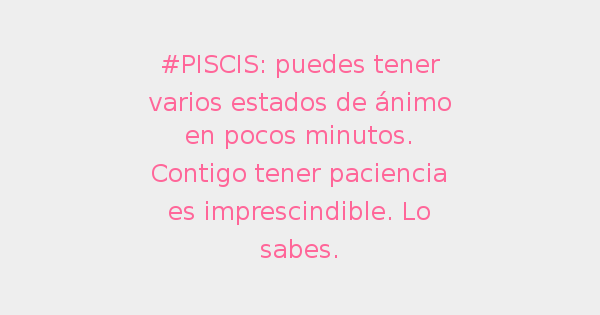 #PISCIS: puedes tener
varios estados de ánimo
en pocos minutos.
Contigo tener paciencia
es imprescindible. Lo
sabes.